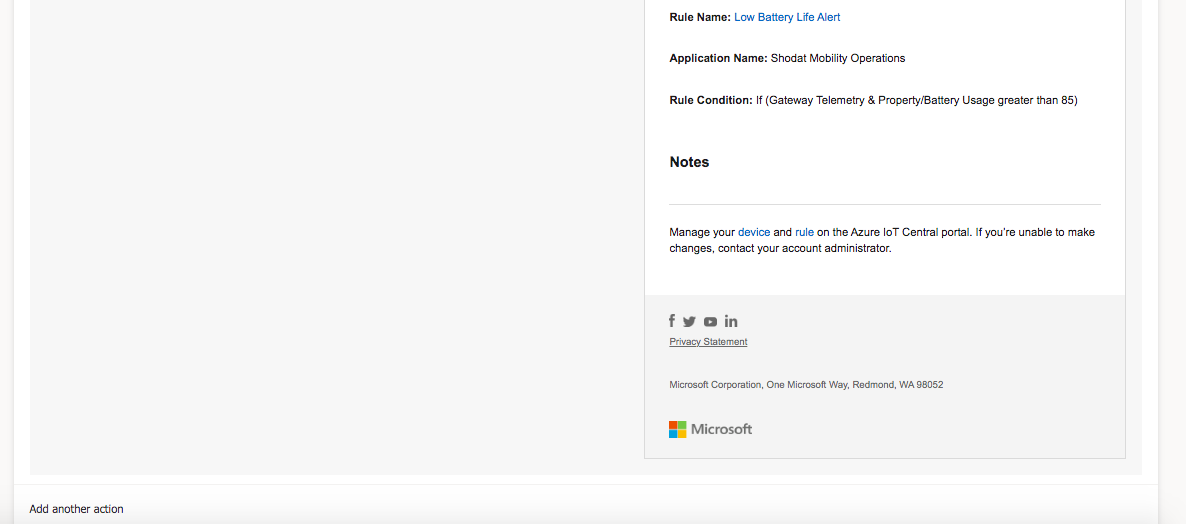 Rule Name: Low Battery Life Alert
Application Name: Shodat Mobility Operations
Rule Condition: If (Gateway Telemetry & Property/Battery Usage greater than 85)
Notes
Manage your device and rule on the Azure IoT Central portal. If you're unable to make
changes, contact your account administrator.
Privacy Statement
Microsoft Corporation, One Microsoft Way, Redmond, WA 98052
Microsoft
Add another action